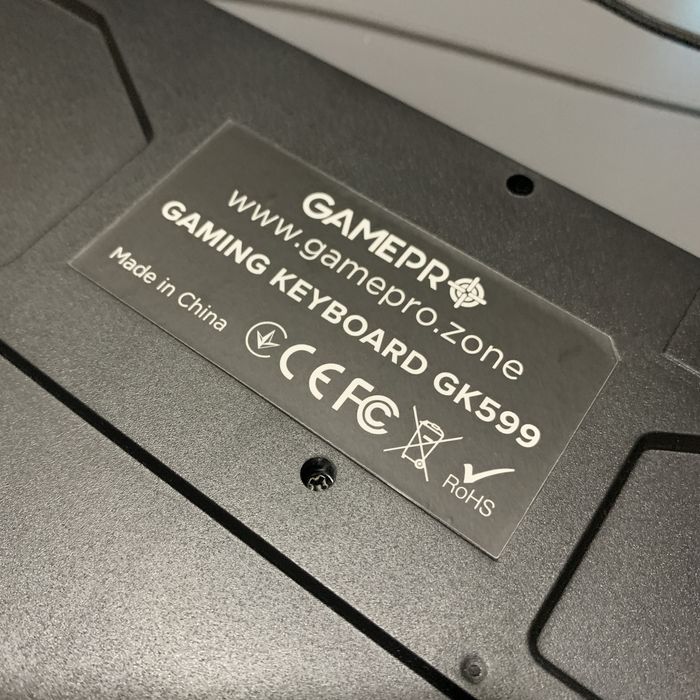 GAMEPRO
www.gamepro.zone
GAMING KEYBOARD GK599
Made in China
CE FC
RoHS